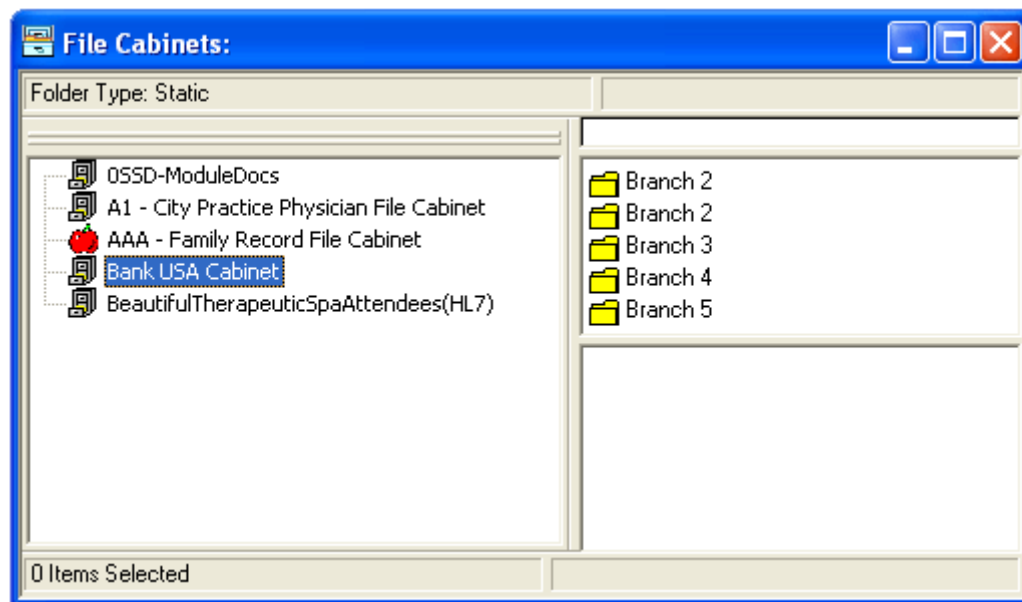 File Cabinets:
Folder Type: Static
0SSD-ModuleDocs
A1 - City Practice Physician File Cabinet
AAA - Family Record File Cabinet
Bank USA Cabinet
BeautifulTherapeuticSpaAttendees(HL7)
Branch 2
Branch 2
Branch 3
Branch 4
Branch 5
0 Items Selected